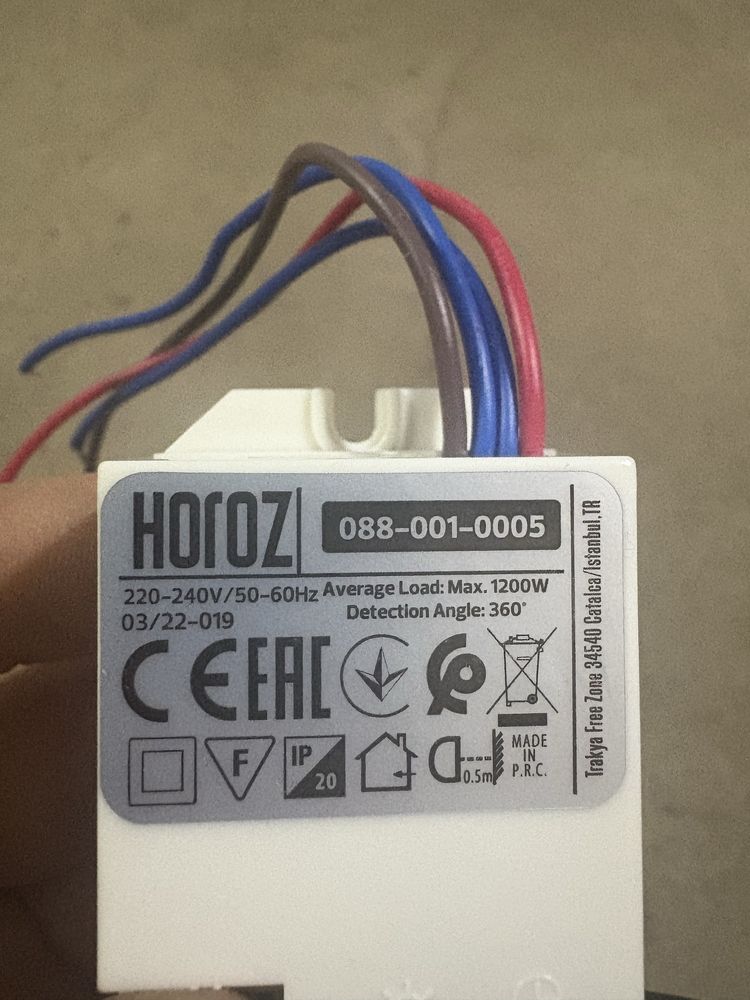 HOROZ
088-001-0005
220-240V/50-60Hz
Average Load: Max. 1200W
03/22-019
Detection Angle: 360°
CE
EAC
F
IP
20
0.5m
MADE
IN
P.R.C.
Trakya Free Zone 34540 Catalca/Istanbul.TR